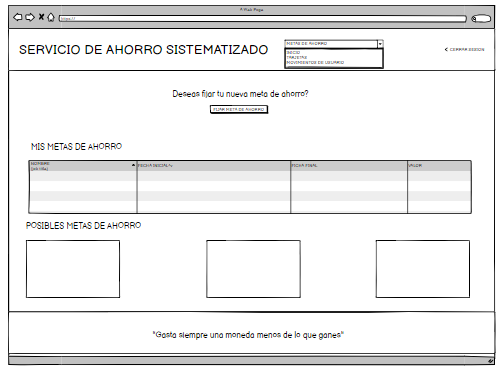 A Web Page
https://
SERVICIO DE AHORRO SISTEMATIZADO
METAS DE AHORRO
INICIO
TARJETAS
MOVIMIENTOS DE USUARIO
< CERRAR SESION
Deseas fijar tu nueva meta de ahorro?
FIJAR META DE AHORRO
MIS METAS DE AHORRO
NOMBRE
FECHA INICIAL
FECHA FINAL
VALOR
POSIBLES METAS DE AHORRO
"Gasta siempre una moneda menos de lo que ganes"